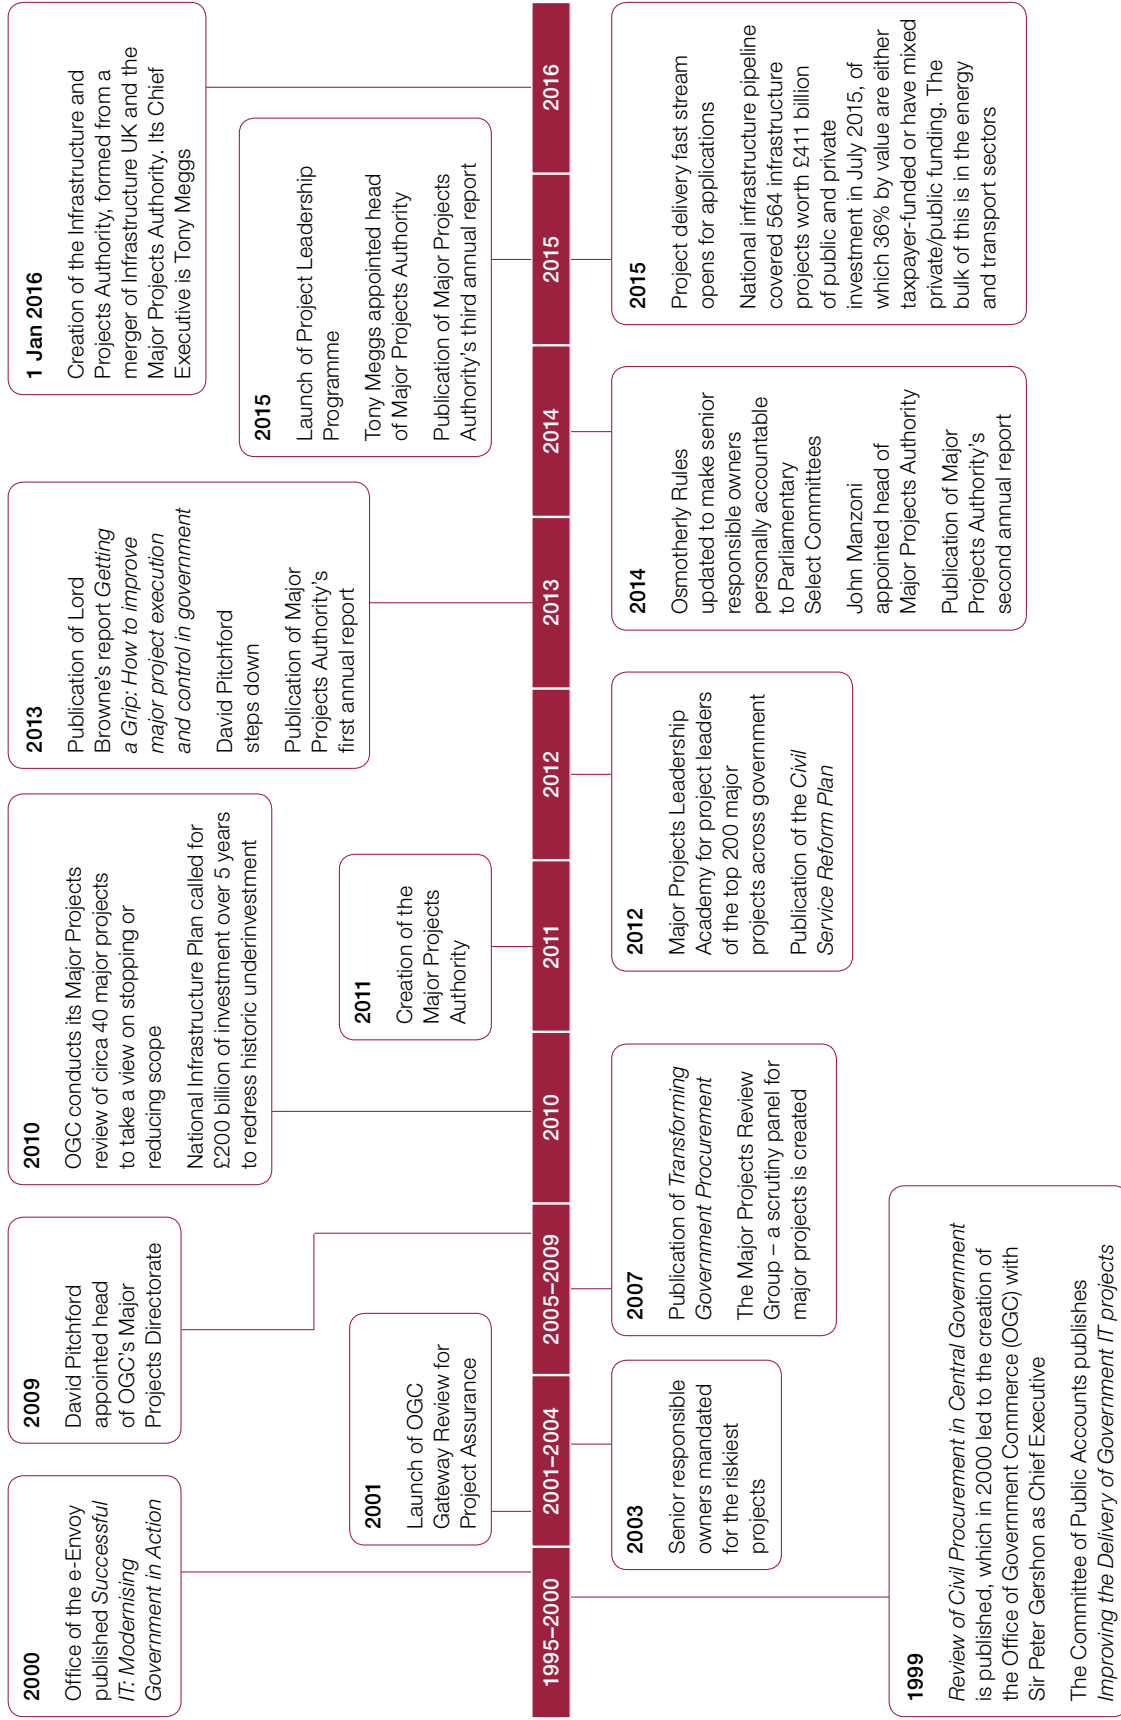 2000
Office of the e-Envoy
published Successful
IT: Modernising
Government in Action
2009
David Pitchford
appointed head
of OGC's Major
Projects Directorate
2010
OGC conducts its Major Projects
review of circa 40 major projects
to take a view on stopping or
reducing scope
National Infrastructure Plan called for
£200 billion of investment over 5 years
to redress historic underinvestment
2013
Publication of Lord
Browne's report Getting
a Grip: How to improve
major project execution
and control in government
David Pitchford
steps down
Publication of Major
Projects Authority's
first annual report
1 Jan 2016
Creation of the Infrastructure and
Projects Authority, formed from a
merger of Infrastructure UK and the
Major Projects Authority. Its Chief
Executive is Tony Meggs
2001
Launch of OGC
Gateway Review for
Project Assurance
2011
Creation of the
Major Projects
Authority
2015
Launch of Project Leadership
Programme
Tony Meggs appointed head
of Major Projects Authority
Publication of Major Projects
Authority's third annual report
1995–2000
2001–2004
2005–2009
2010
2011
2012
2013
2014
2015
2016
2003
Senior responsible
owners mandated
for the riskiest
projects
2007
Publication of Transforming
Government Procurement
The Major Projects Review
Group – a scrutiny panel for
major projects is created
2012
Major Projects Leadership
Academy for project leaders
of the top 200 major
projects across government
Publication of the Civil
Service Reform Plan
2014
Osmotherly Rules
updated to make senior
responsible owners
personally accountable
to Parliamentary
Select Committees
John Manzoni
appointed head of
Major Projects Authority
Publication of Major
Projects Authority's
second annual report
2015
Project delivery fast stream
opens for applications
National infrastructure pipeline
covered 564 infrastructure
projects worth £411 billion
of public and private
investment in July 2015, of
which 36% by value are either
taxpayer-funded or have mixed
private/public funding. The
bulk of this is in the energy
and transport sectors
1999
Review of Civil Procurement in Central Government
is published, which in 2000 led to the creation of
the Office of Government Commerce (OGC) with
Sir Peter Gershon as Chief Executive
The Committee of Public Accounts publishes
Improving the Delivery of Government IT projects